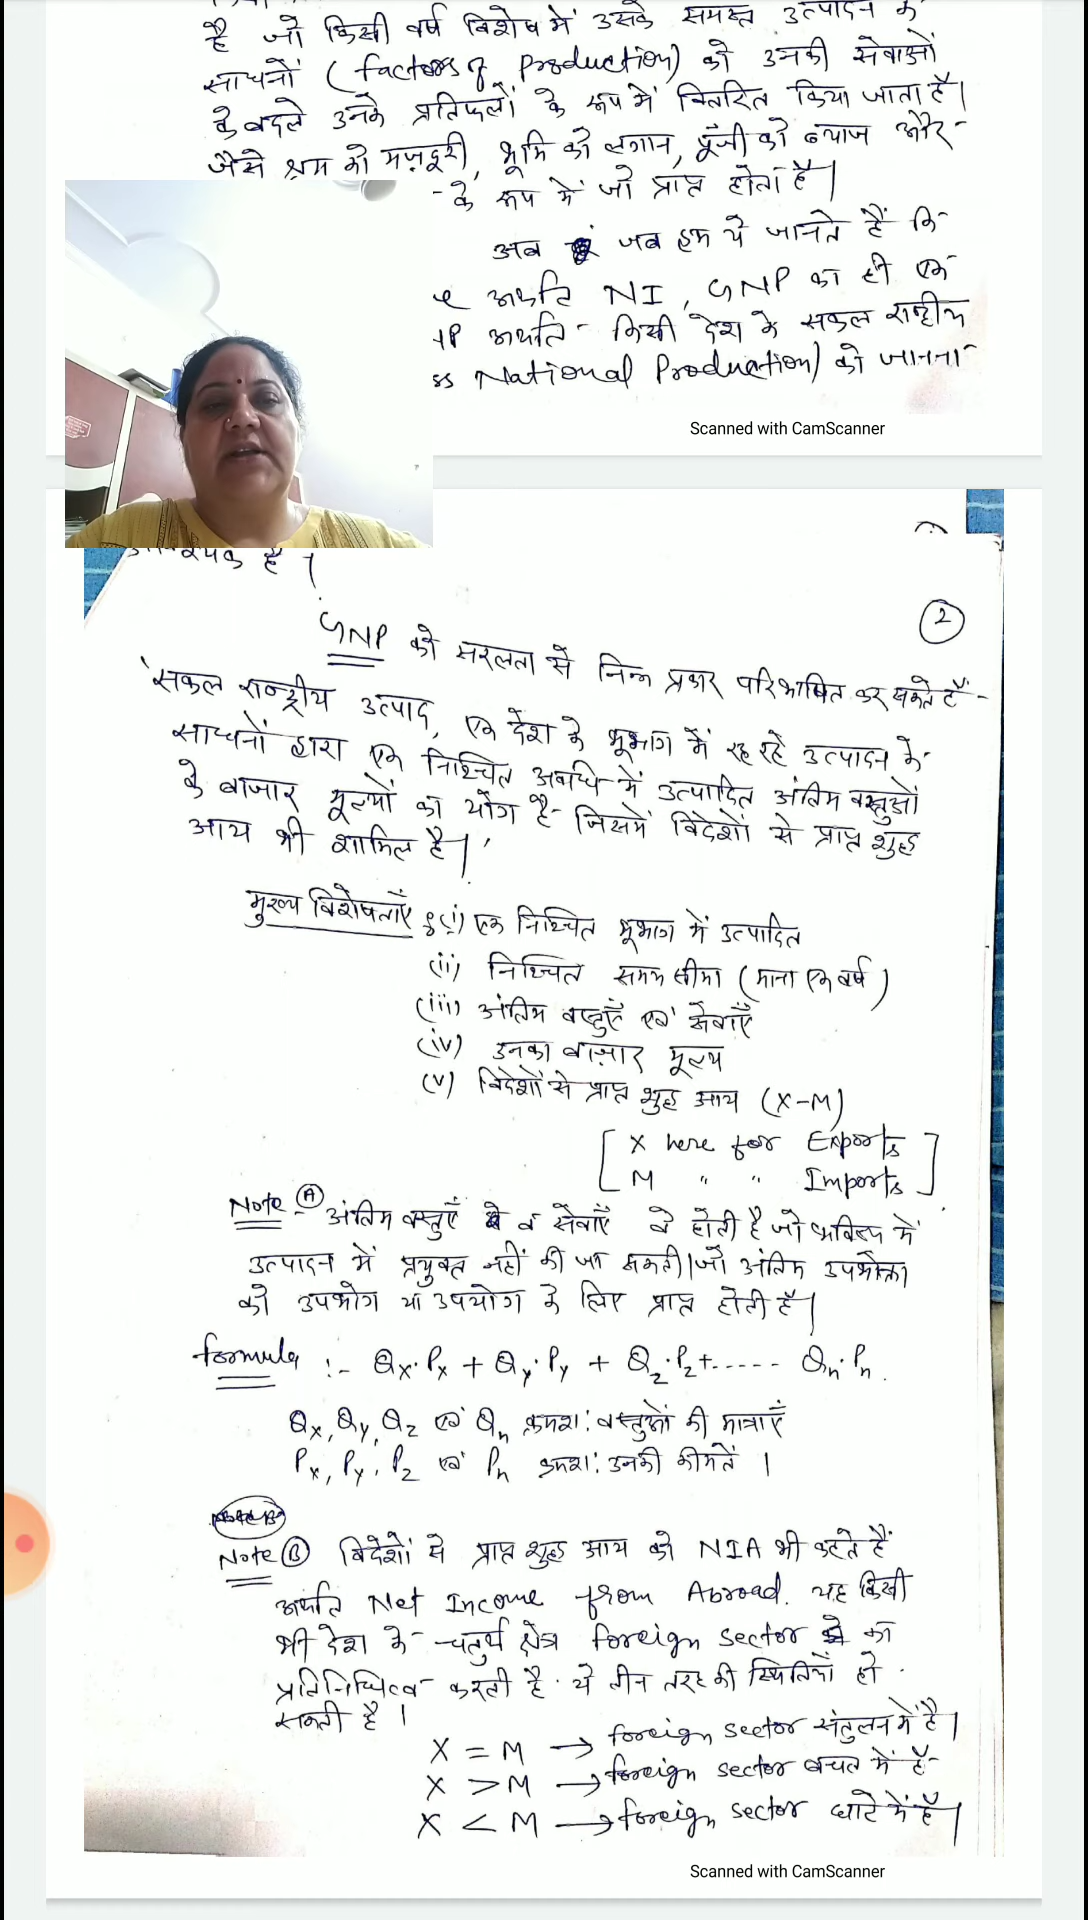 है जो किसी वर्ष विशेष में उसके समस्त उत्पादन के
साधनों (factors of Production) को उनकी सेवाओं
के बदले उनके प्रतिफलों के रूप में वितरित किया जाता है।
जैसे श्रम को मज़दूरी, भूमि को लगान, पूँजी को ब्याज और
के रूप में जो प्राप्त होता है।
अब जब हम ये जानते हैं कि
अर्थात NI, GNP का ही एक
अर्थात किसी देश के सकल राष्ट्रीय
ss National Production) को जानना
Scanned with CamScanner
है।
2
GNP को सरलता से निम्न प्रकार परिभाषित कर सकते हैं-
'सकल राष्ट्रीय उत्पाद, एक देश के भूभाग में रह रहे उत्पादन के
साधनों द्वारा एक निश्चित अवधि में उत्पादित अंतिम वस्तुओं
के बाजार मूल्यों का योग है जिसमें विदेशों से प्राप्त शुद्ध
आय भी शामिल है।'
मुख्य विशेषताएँ :(i) एक निश्चित भूभाग में उत्पादित
(ii) निश्चित समय सीमा (माना एक वर्ष)
(iii) अंतिम वस्तुएँ एवं सेवाएँ
(iv) उनका बाज़ार मूल्य
(v) विदेशों से प्राप्त शुद्ध आय (X-M)
[ X here for Exports
M " " Imports ]
Note - A अंतिम वस्तुएँ व सेवाएँ वे होती है जो भविष्य में
उत्पादन में प्रयुक्त नहीं की जा सकती। जो अंतिम उपभोक्ता
को उपभोग या उपयोग के लिए प्राप्त होती हैं।
formula :- Qx.Px + Qy.Py + Qz.Pz+..... Qn.Pn.
Qx, Qy, Qz एवं Qn क्रमश: वस्तुओं की मात्राएँ
Px, Py, Pz एवं Pn क्रमश: उनकी कीमतें।
Note B विदेशों से प्राप्त शुद्ध आय को NIA भी कहते हैं
अर्थात Net Income from Abroad. यह किसी
भी देश के चतुर्थ क्षेत्र foreign sector का
प्रतिनिधित्व करती है. ये तीन तरह की स्थितियाँ हो
सकती है।
X = M → foreign sector संतुलन में है।
X > M → foreign sector बचत में है
X < M → foreign sector घाटे में है।
Scanned with CamScanner